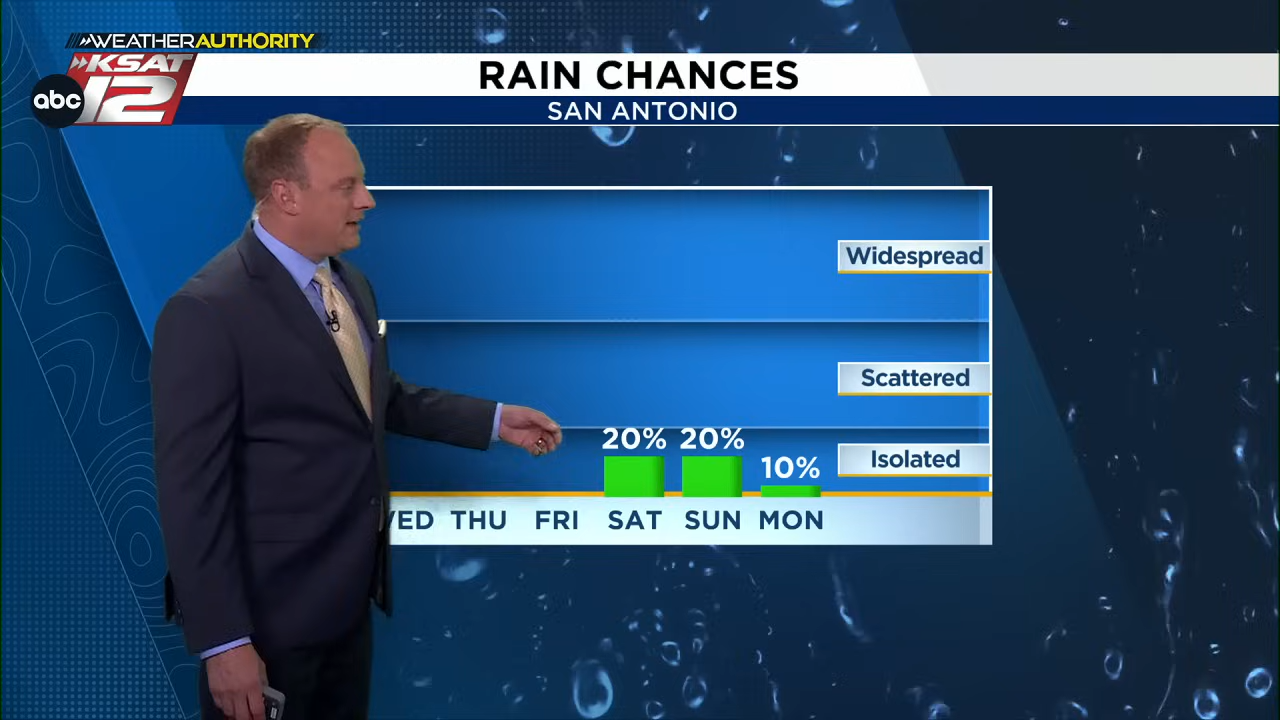 WEATHERAUTHORITY
KSAT
abc
12
RAIN CHANCES
SAN ANTONIO
Widespread
Scattered
Isolated
20% 20% 10%
THU FRI SAT SUN MON